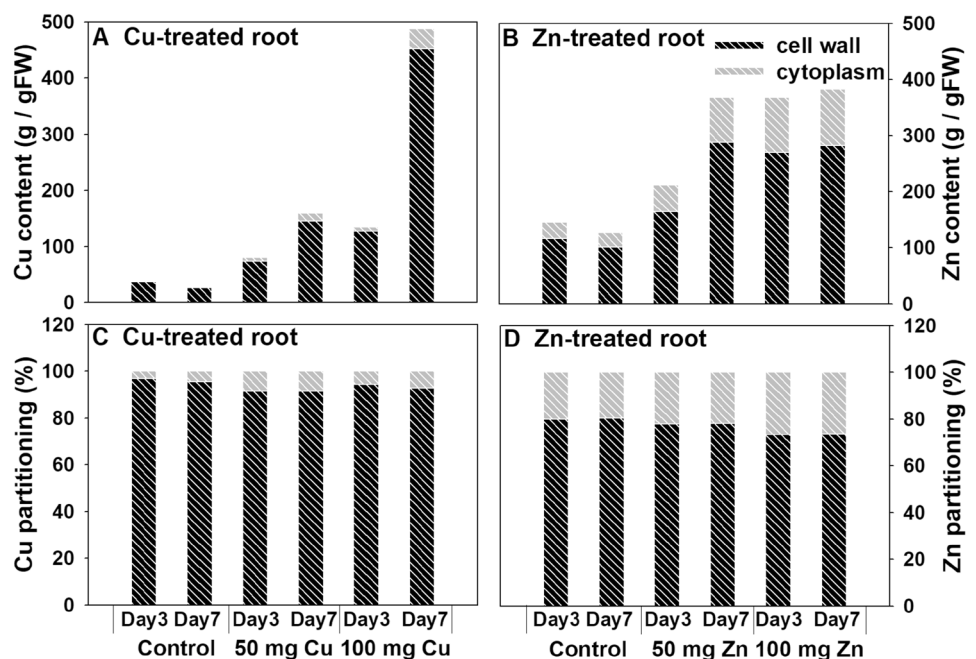 A Cu-treated root
B Zn-treated root
cell wall
cytoplasm
Cu content (g / gFW)
500
400
300
200
100
0
Zn content (g / gFW)
500
400
300
200
100
0
C Cu-treated root
D Zn-treated root
Cu partitioning (%)
120
100
80
60
40
20
0
Zn partitioning (%)
120
100
80
60
40
20
0
Day3 Day7 Day3 Day7 Day3 Day7
Control 50 mg Cu 100 mg Cu
Day3 Day7 Day3 Day7 Day3 Day7
Control 50 mg Zn 100 mg Zn